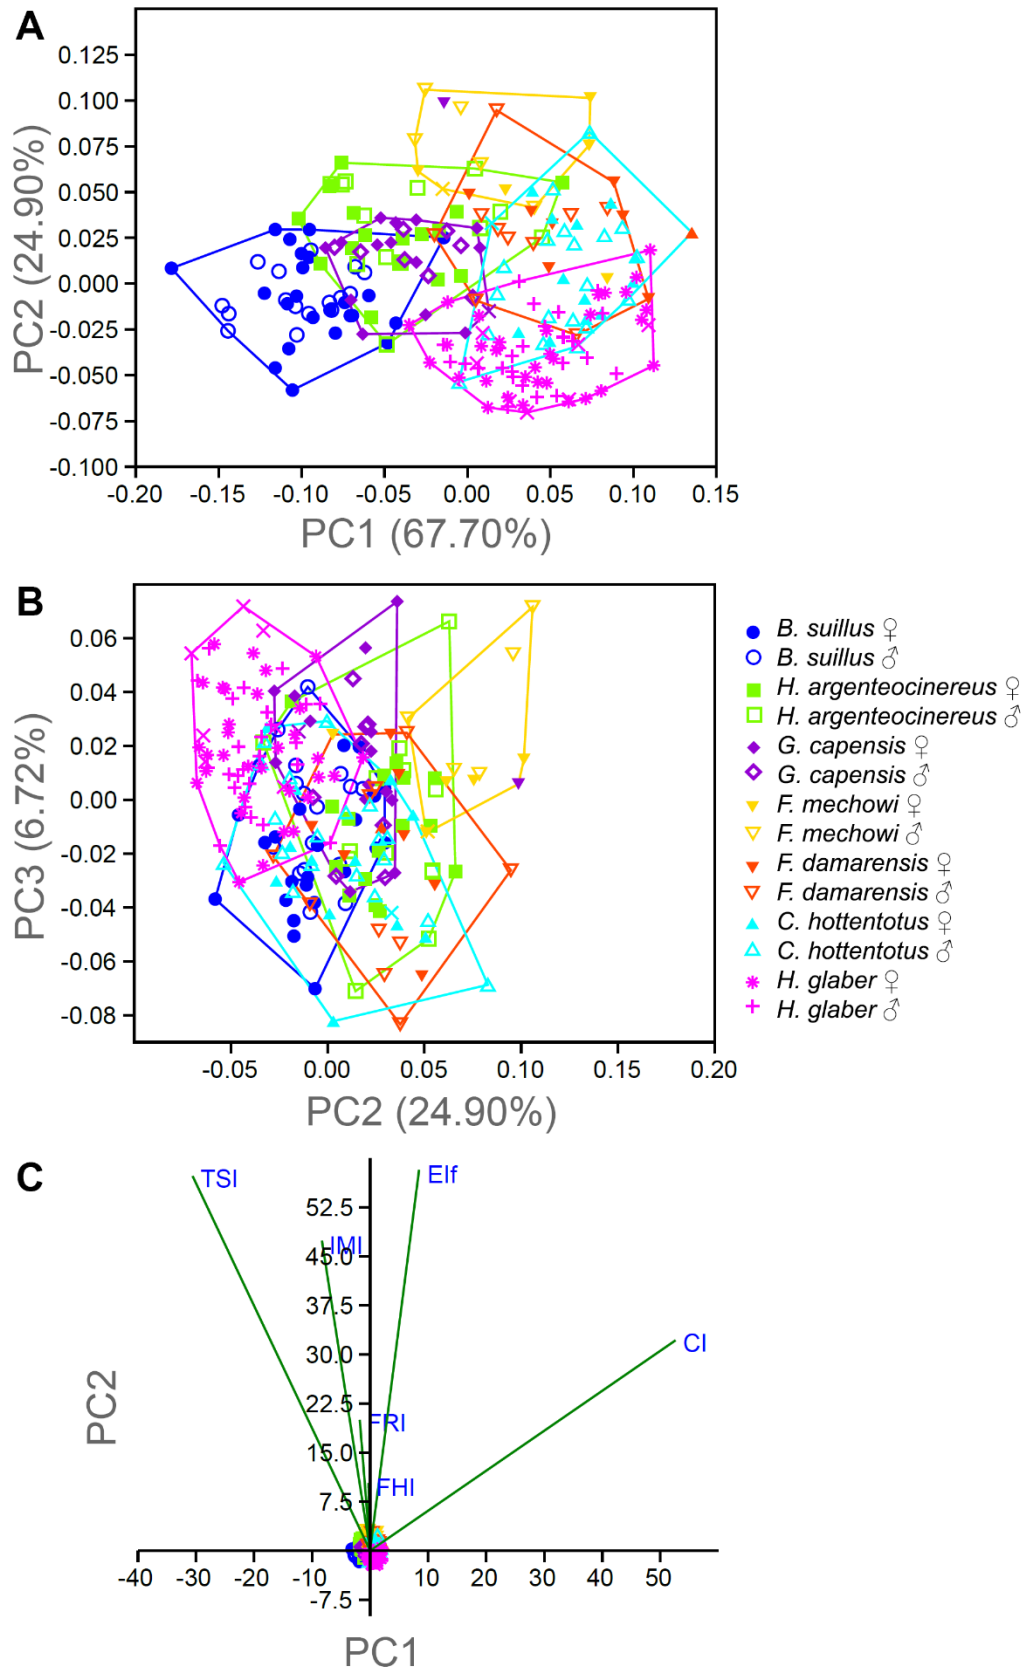 A
0.125
0.100
0.075
0.050
0.025
0.000
-0.025
-0.050
-0.075
-0.100
PC2 (24.90%)
-0.20 -0.15 -0.10 -0.05 0.00 0.05 0.10 0.15
PC1 (67.70%)
B
0.06
0.04
0.02
0.00
-0.02
-0.04
-0.06
-0.08
PC3 (6.72%)
-0.05 0.00 0.05 0.10 0.15 0.20
PC2 (24.90%)
B. suillus ♀
B. suillus ♂
H. argenteocinereus ♀
H. argenteocinereus ♂
G. capensis ♀
G. capensis ♂
F. mechowi ♀
F. mechowi ♂
F. damarensis ♀
F. damarensis ♂
C. hottentotus ♀
C. hottentotus ♂
H. glaber ♀
H. glaber ♂
C
TSI
EIf
IMI
CI
FRI
FHI
52.5
45.0
37.5
30.0
22.5
15.0
7.5
-7.5
PC2
-40 -30 -20 -10 10 20 30 40 50
PC1